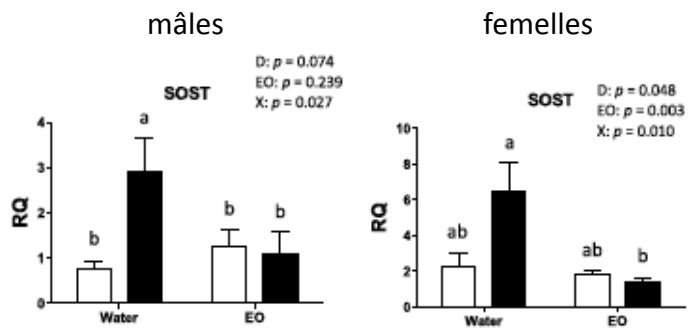 mâles
femelles
D: p = 0.074
EO: p = 0.239
X: p = 0.027
SOST
4
3
2
1
0
RQ
b
a
b
b
Water
EO
D: p = 0.048
EO: p = 0.003
X: p = 0.010
SOST
10
8
6
4
2
0
RQ
ab
a
ab
b
Water
EO